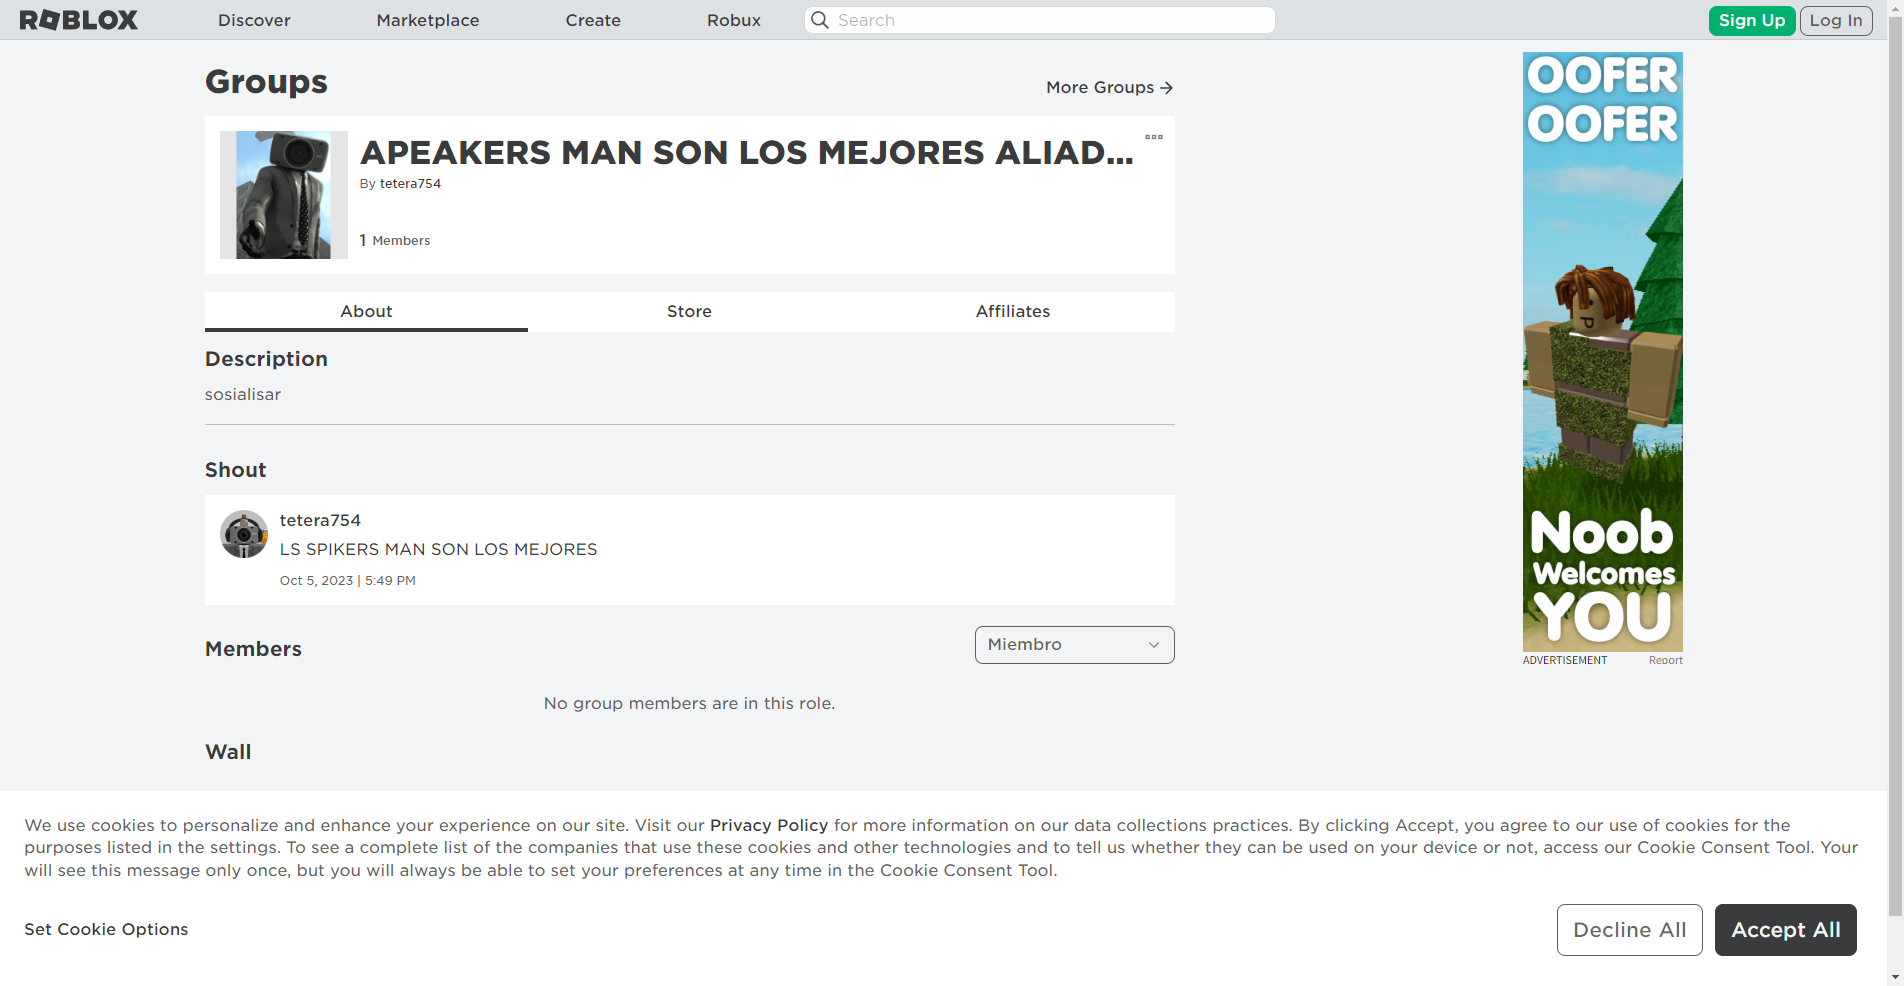 ROBLOX
Discover
Marketplace
Create
Robux
Search
Sign Up
Log In
Groups
More Groups
APEAKERS MAN SON LOS MEJORES ALIAD...
By tetera754
1 Members
About
Store
Affiliates
Description
sosialisar
Shout
tetera754
LS SPIKERS MAN SON LOS MEJORES
Oct 5, 2023 | 5:49 PM
Members
Miembro
No group members are in this role.
Wall
OOFER
OOFER
Noob
Welcomes
YOU
ADVERTISEMENT
Report
We use cookies to personalize and enhance your experience on our site. Visit our Privacy Policy for more information on our data collections practices. By clicking Accept, you agree to our use of cookies for the
purposes listed in the settings. To see a complete list of the companies that use these cookies and other technologies and to tell us whether they can be used on your device or not, access our Cookie Consent Tool. Your
will see this message only once, but you will always be able to set your preferences at any time in the Cookie Consent Tool.
Set Cookie Options
Decline All
Accept All